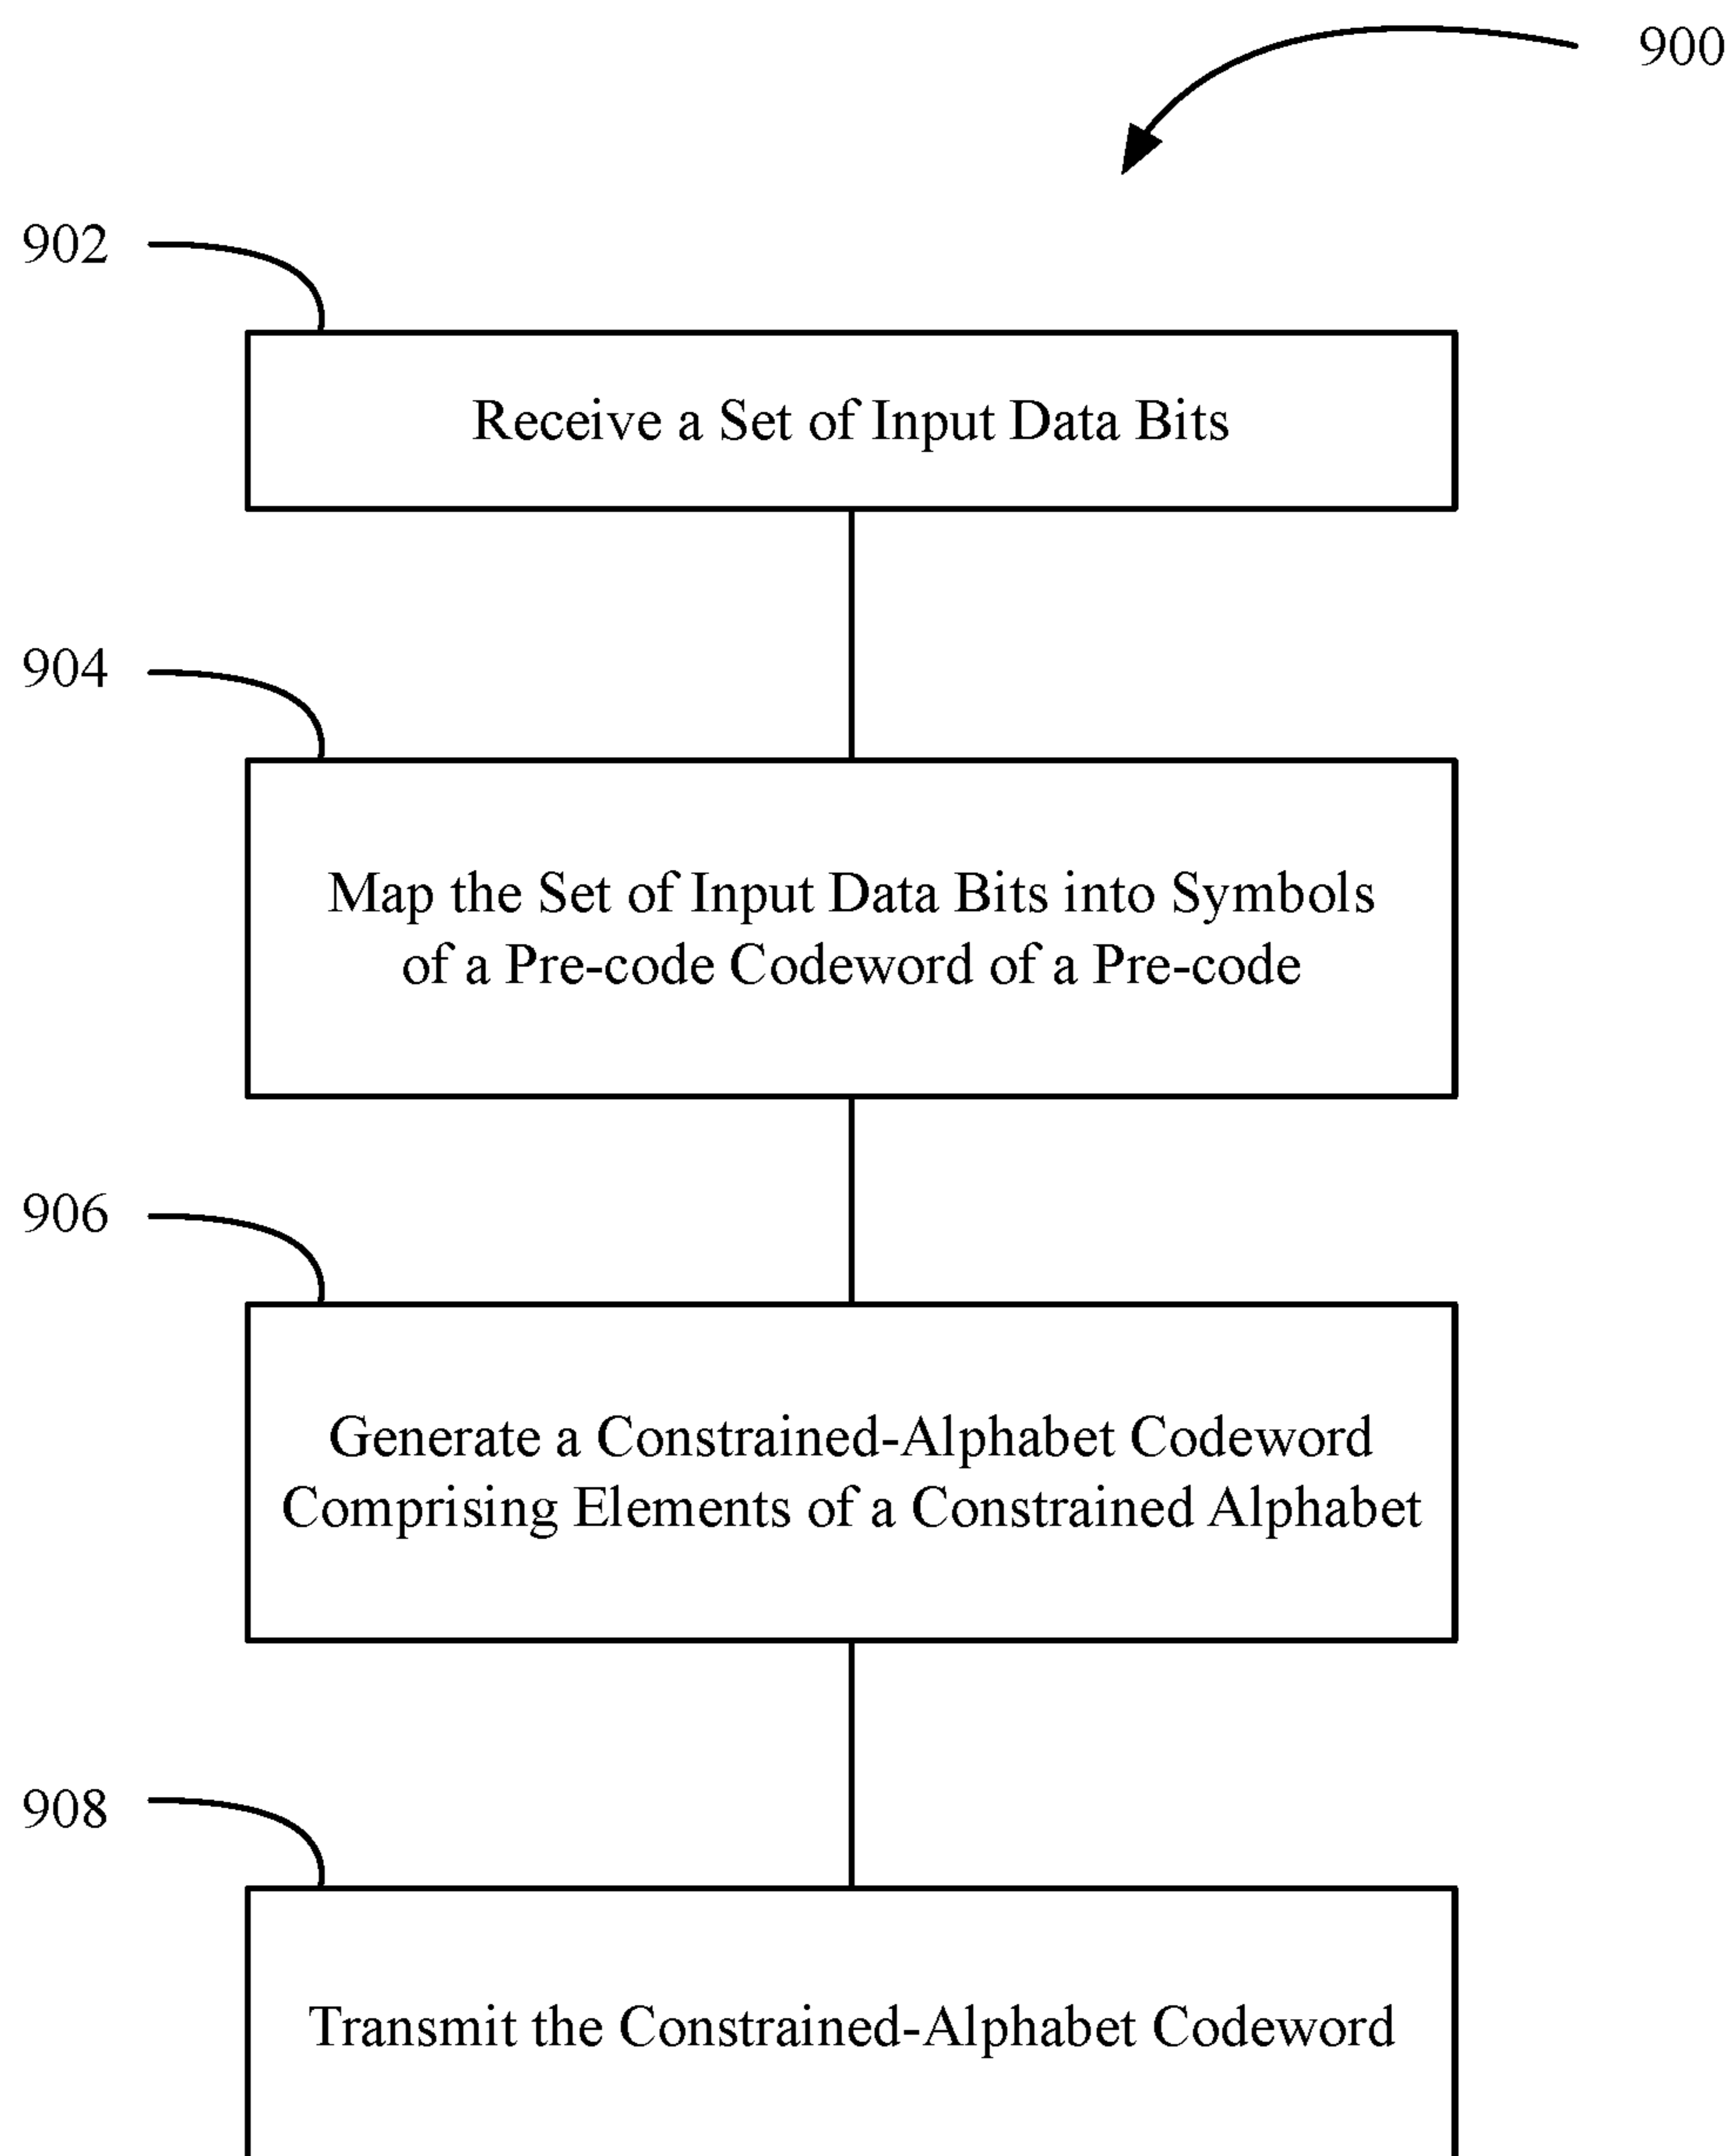 900
902
Receive a Set of Input Data Bits
904
Map the Set of Input Data Bits into Symbols
of a Pre-code Codeword of a Pre-code
906
Generate a Constrained-Alphabet Codeword
Comprising Elements of a Constrained Alphabet
908
Transmit the Constrained-Alphabet Codeword